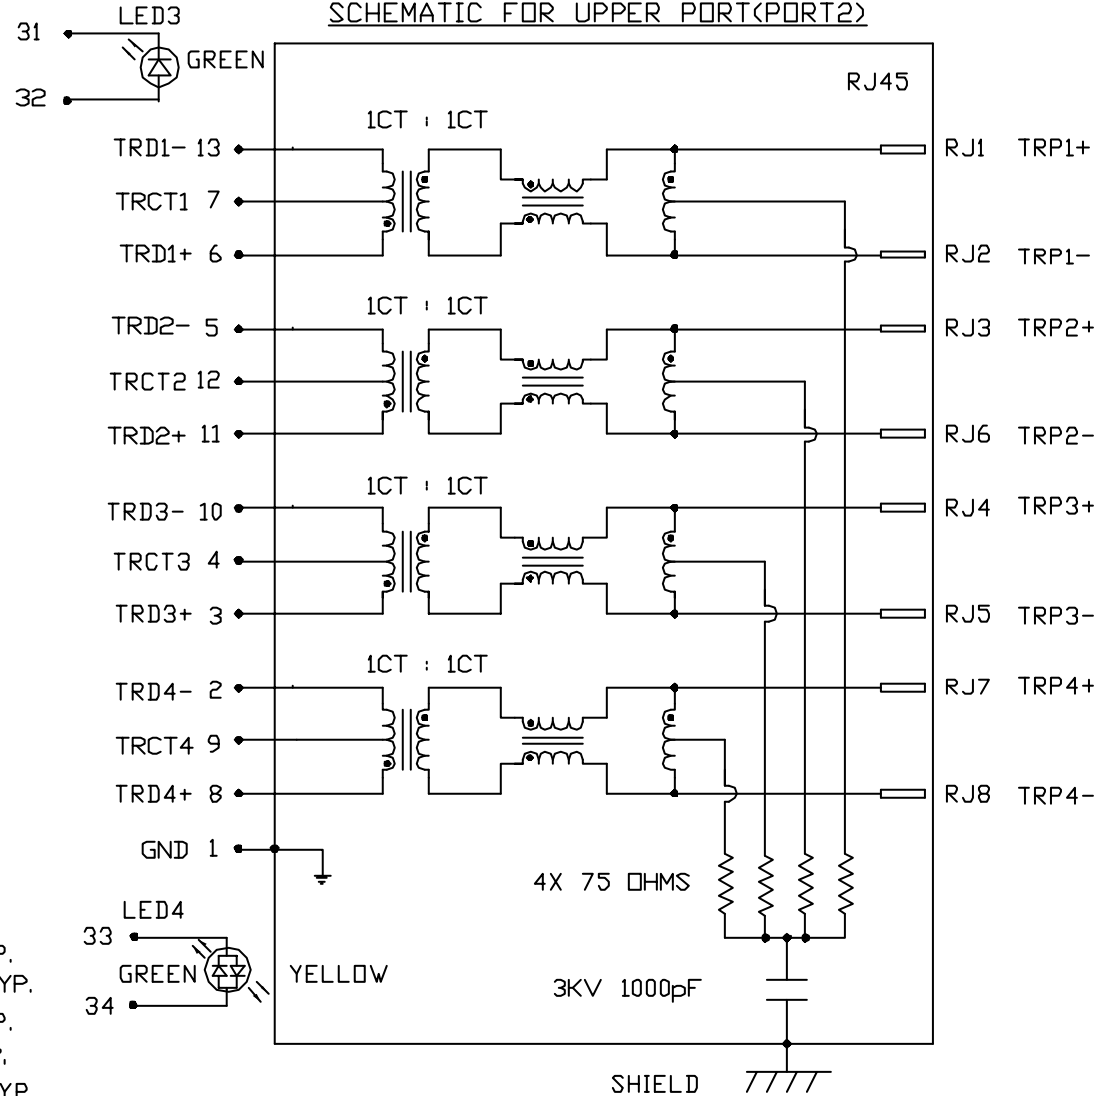 SCHEMATIC FOR UPPER PORT(PORT2)
LED3
31
GREEN
32
RJ45
1CT : 1CT
TRD1- 13
RJ1 TRP1+
TRCT1 7
TRD1+ 6
RJ2 TRP1-
1CT : 1CT
TRD2- 5
RJ3 TRP2+
TRCT2 12
TRD2+ 11
RJ6 TRP2-
1CT : 1CT
TRD3- 10
RJ4 TRP3+
TRCT3 4
TRD3+ 3
RJ5 TRP3-
1CT : 1CT
TRD4- 2
RJ7 TRP4+
TRCT4 9
TRD4+ 8
RJ8 TRP4-
GND 1
4X 75 OHMS
LED4
33
GREEN
YELLOW
3KV 1000pF
34
SHIELD
P.
YP.
P.
YP